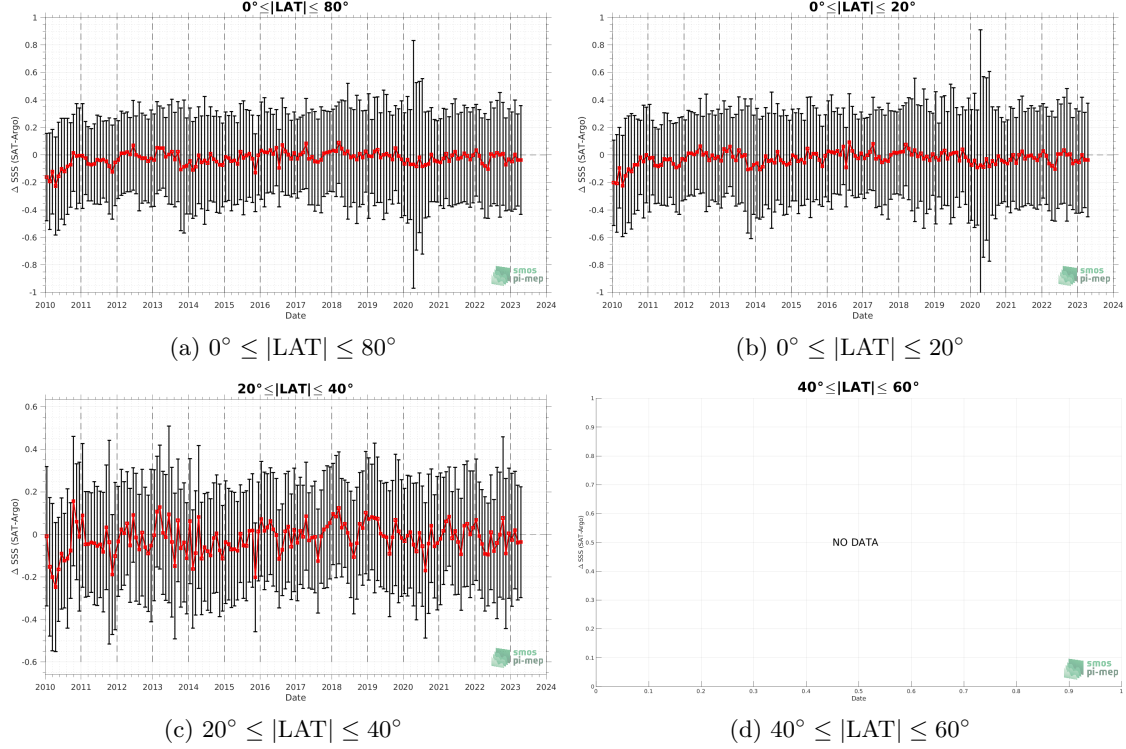 0°≤|LAT|≤ 80°
Δ SSS (SAT-Argo)
1
0.8
0.6
0.4
0.2
0
-0.2
-0.4
-0.6
-0.8
-1
2010 2011 2012 2013 2014 2015 2016 2017 2018 2019 2020 2021 2022 2023 2024
Date
smos
pi-mep
(a) 0° ≤ |LAT| ≤ 80°
0°≤|LAT|≤ 20°
Δ SSS (SAT-Argo)
1
0.8
0.6
0.4
0.2
0
-0.2
-0.4
-0.6
-0.8
-1
2010 2011 2012 2013 2014 2015 2016 2017 2018 2019 2020 2021 2022 2023 2024
Date
smos
pi-mep
(b) 0° ≤ |LAT| ≤ 20°
20°≤|LAT|≤ 40°
Δ SSS (SAT-Argo)
0.6
0.4
0.2
0
-0.2
-0.4
-0.6
2010 2011 2012 2013 2014 2015 2016 2017 2018 2019 2020 2021 2022 2023 2024
Date
smos
pi-mep
(c) 20° ≤ |LAT| ≤ 40°
40°≤|LAT|≤ 60°
Δ SSS (SAT-Argo)
1
0.9
0.8
0.7
0.6
0.5
0.4
0.3
0.2
0.1
0
NO DATA
0 0.1 0.2 0.3 0.4 0.5 0.6 0.7 0.8 0.9 1
Date
smos
pi-mep
(d) 40° ≤ |LAT| ≤ 60°